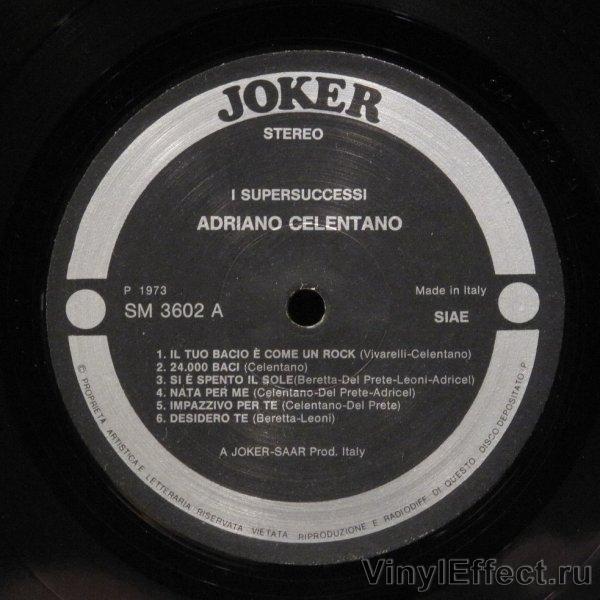 JOKER
STEREO
I SUPERSUCCESSI
ADRIANO CELENTANO
P 1973
Made in Italy
SM 3602 A
SIAE
1. IL TUO BACIO È COME UN ROCK (Vivarelli-Celentano)
2. 24.000 BACI (Celentano)
3. SI È SPENTO IL SOLE(Beretta-Del Prete-Leoni-Adricel)
4. NATA PER ME (Celentano-Del Prete-Adricel)
5. IMPAZZIVO PER TE (Celentano-Del Prete)
6. DESIDERO TE (Beretta-Leoni)
A JOKER-SAAR Prod. Italy
© PROPRIETÀ ARTISTICA E LETTERARIA RISERVATA VIETATA RIPRODUZIONE E RADIODIFF. DI QUESTO DISCO DEPOSITATO·P·
VinylEffect.ru